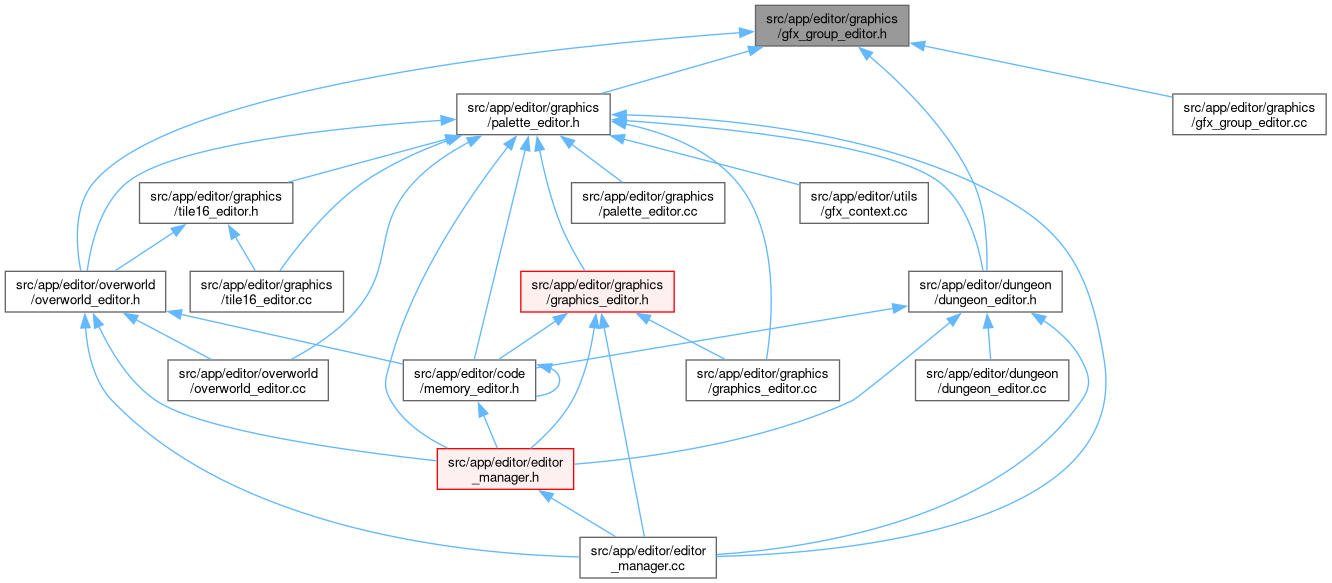 src/app/editor/graphics
/gfx_group_editor.h
src/app/editor/graphics
/palette_editor.h
src/app/editor/graphics
/gfx_group_editor.cc
src/app/editor/graphics
/tile16_editor.h
src/app/editor/graphics
/palette_editor.cc
src/app/editor/utils
/gfx_context.cc
src/app/editor/overworld
/overworld_editor.h
src/app/editor/graphics
/tile16_editor.cc
src/app/editor/graphics
/graphics_editor.h
src/app/editor/dungeon
/dungeon_editor.h
src/app/editor/overworld
/overworld_editor.cc
src/app/editor/code
/memory_editor.h
src/app/editor/graphics
/graphics_editor.cc
src/app/editor/dungeon
/dungeon_editor.cc
src/app/editor/editor
_manager.h
src/app/editor/editor
_manager.cc